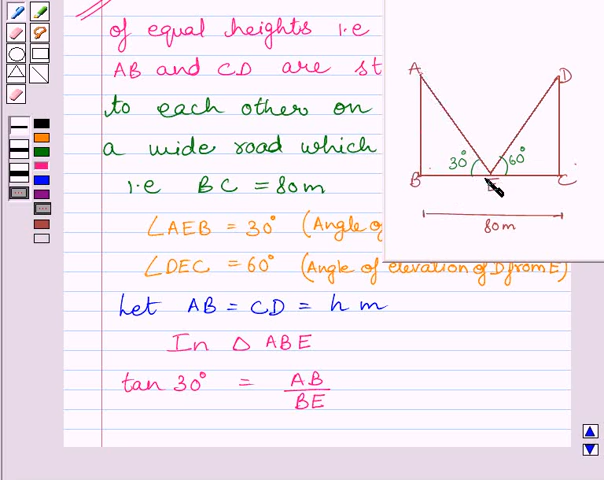 of equal heights i.e
AB and CD are st
to each other on
a wide road which
i.e BC = 80m
∠AEB = 30° (Angle of
∠DEC = 60° (Angle of elevation of D from E)
Let AB = CD = h m
In △ ABE
tan 30° = AB/BE
A D
30° 60°
B E C
80m